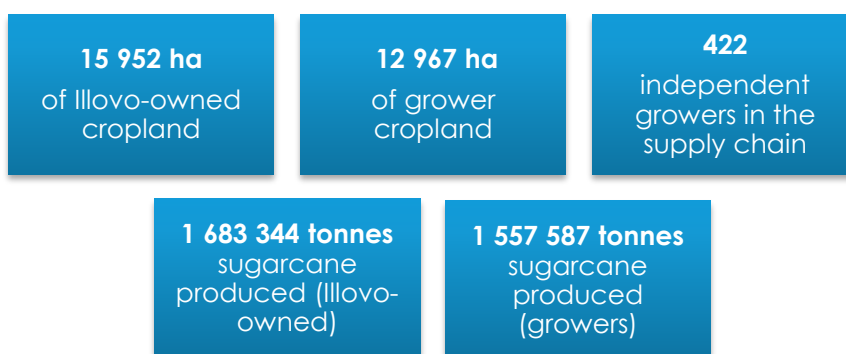 15 952 ha
of Illovo-owned
cropland
12 967 ha
of grower
cropland
422
independent
growers in the
supply chain
1 683 344 tonnes
sugarcane
produced (Illovo-
owned)
1 557 587 tonnes
sugarcane
produced
(growers)